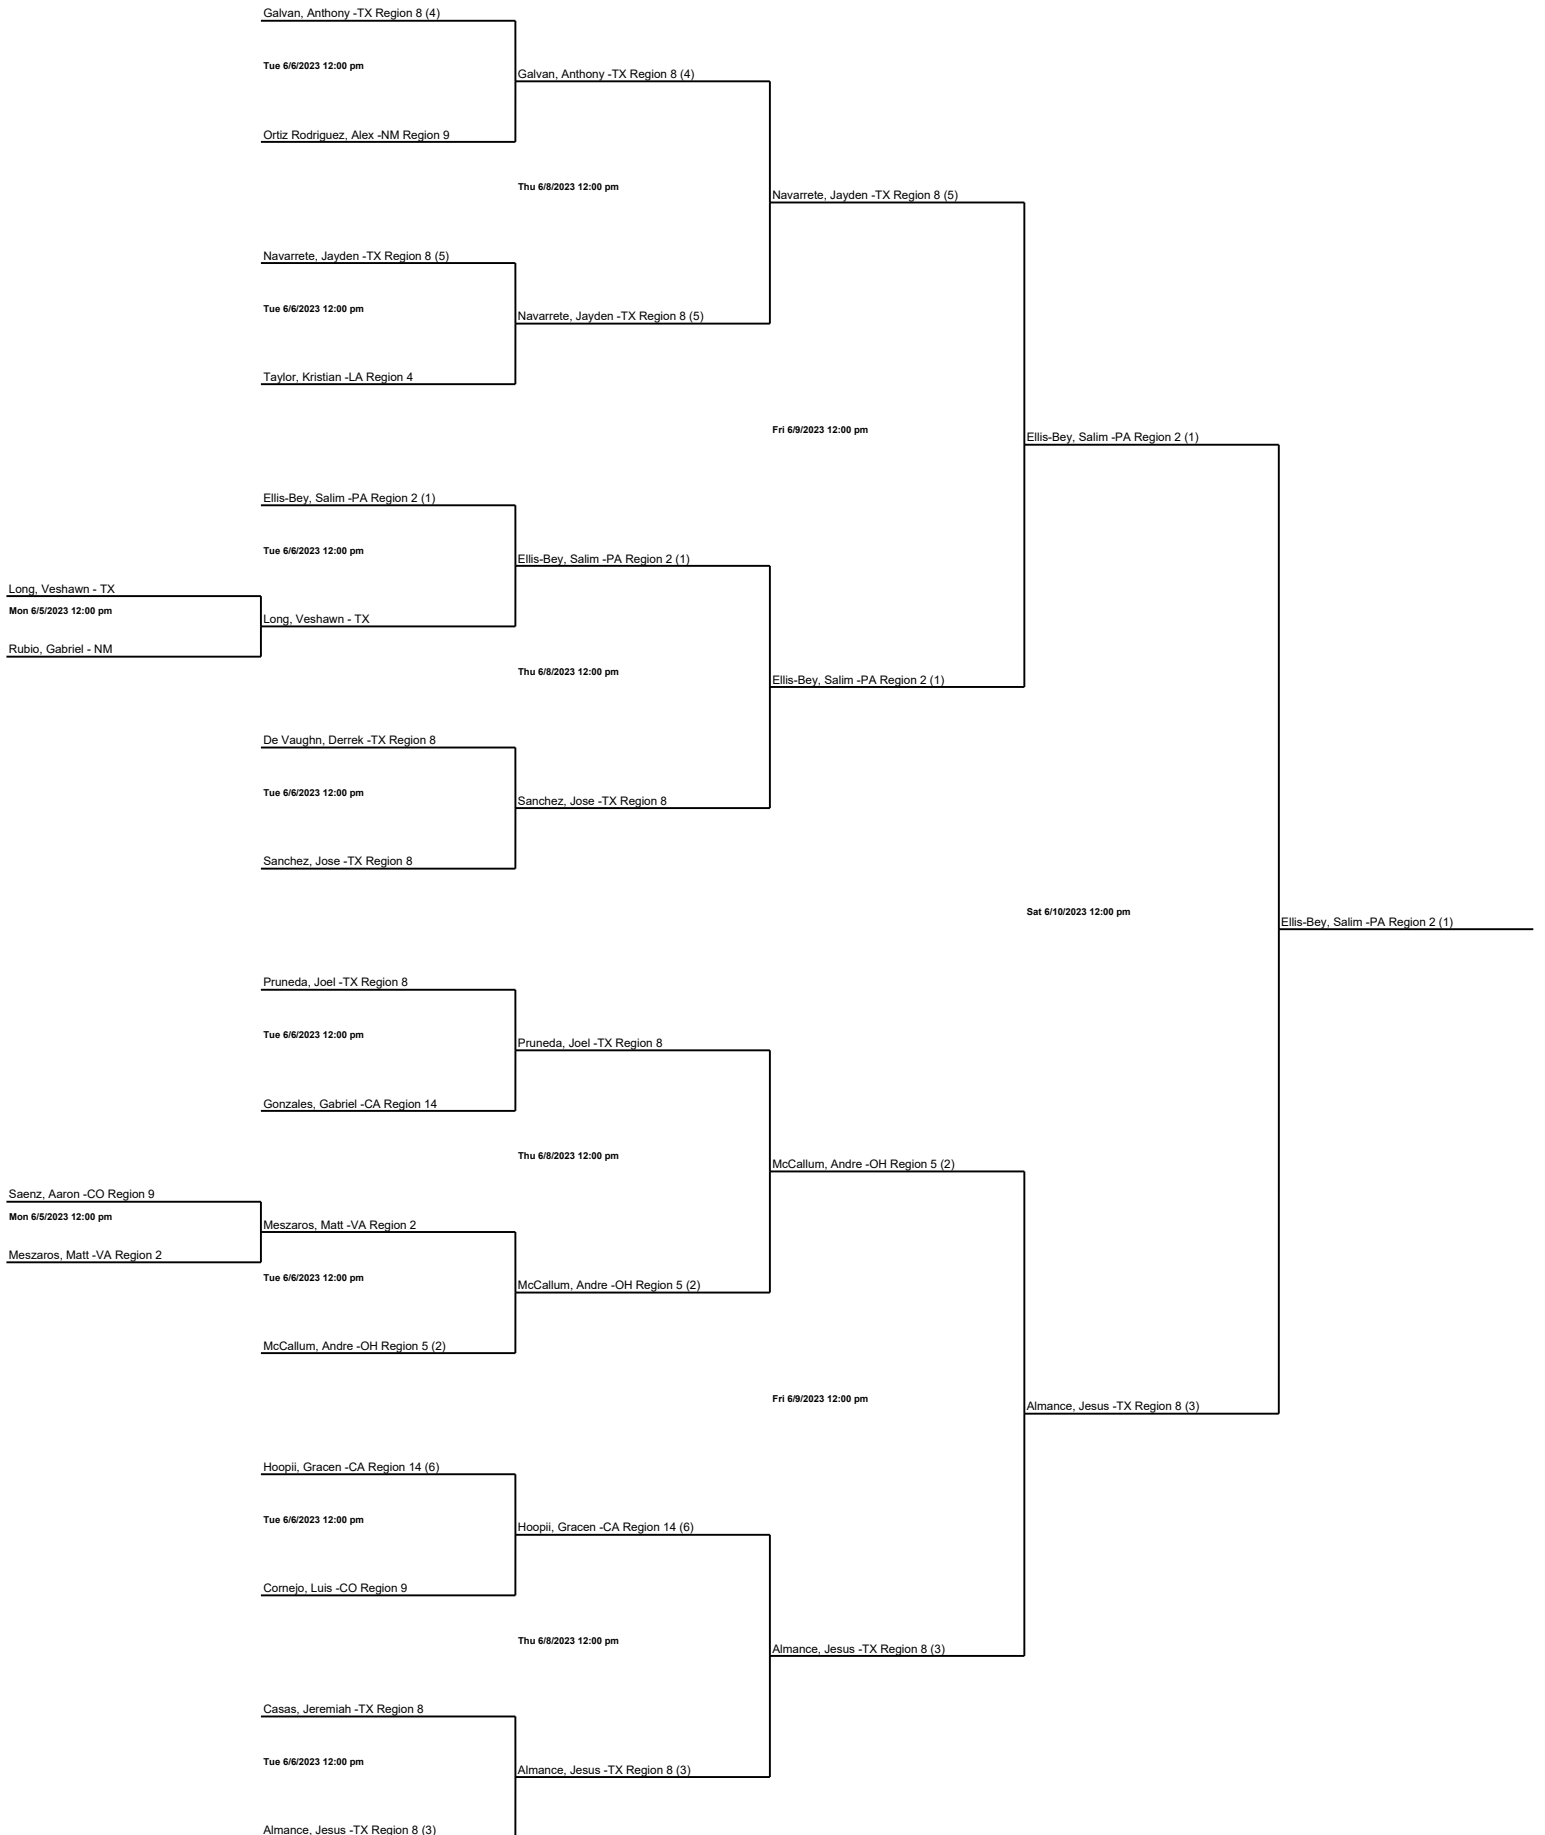 Galvan, Anthony -TX Region 8 (4)
Tue 6/6/2023 12:00 pm
Galvan, Anthony -TX Region 8 (4)
Ortiz Rodriguez, Alex -NM Region 9
Thu 6/8/2023 12:00 pm
Navarrete, Jayden -TX Region 8 (5)
Navarrete, Jayden -TX Region 8 (5)
Tue 6/6/2023 12:00 pm
Navarrete, Jayden -TX Region 8 (5)
Taylor, Kristian -LA Region 4
Fri 6/9/2023 12:00 pm
Ellis-Bey, Salim -PA Region 2 (1)
Ellis-Bey, Salim -PA Region 2 (1)
Tue 6/6/2023 12:00 pm
Ellis-Bey, Salim -PA Region 2 (1)
Long, Veshawn - TX
Mon 6/5/2023 12:00 pm
Long, Veshawn - TX
Rubio, Gabriel - NM
Thu 6/8/2023 12:00 pm
Ellis-Bey, Salim -PA Region 2 (1)
De Vaughn, Derrek -TX Region 8
Tue 6/6/2023 12:00 pm
Sanchez, Jose -TX Region 8
Sanchez, Jose -TX Region 8
Sat 6/10/2023 12:00 pm
Ellis-Bey, Salim -PA Region 2 (1)
Pruneda, Joel -TX Region 8
Tue 6/6/2023 12:00 pm
Pruneda, Joel -TX Region 8
Gonzales, Gabriel -CA Region 14
Thu 6/8/2023 12:00 pm
McCallum, Andre -OH Region 5 (2)
Saenz, Aaron -CO Region 9
Mon 6/5/2023 12:00 pm
Meszaros, Matt -VA Region 2
Meszaros, Matt -VA Region 2
Tue 6/6/2023 12:00 pm
McCallum, Andre -OH Region 5 (2)
McCallum, Andre -OH Region 5 (2)
Fri 6/9/2023 12:00 pm
Almance, Jesus -TX Region 8 (3)
Hoopii, Gracen -CA Region 14 (6)
Tue 6/6/2023 12:00 pm
Hoopii, Gracen -CA Region 14 (6)
Cornejo, Luis -CO Region 9
Thu 6/8/2023 12:00 pm
Almance, Jesus -TX Region 8 (3)
Casas, Jeremiah -TX Region 8
Tue 6/6/2023 12:00 pm
Almance, Jesus -TX Region 8 (3)
Almance, Jesus -TX Region 8 (3)